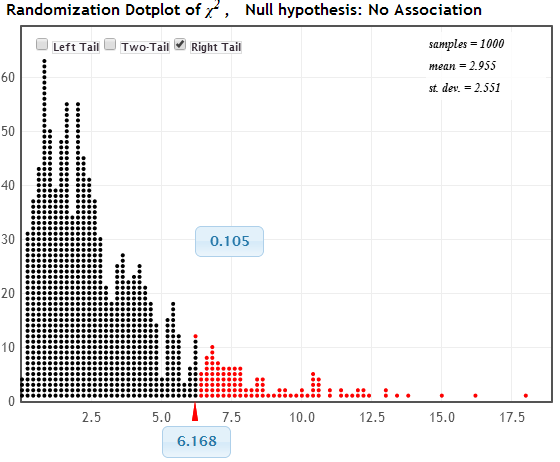 Randomization Dotplot of χ² ,   Null hypothesis: No Association
Left Tail Two-Tail Right Tail
samples = 1000
mean = 2.955
st. dev. = 2.551
60
50
40
30
20
10
0
0.105
2.5 5.0 7.5 10.0 12.5 15.0 17.5
6.168